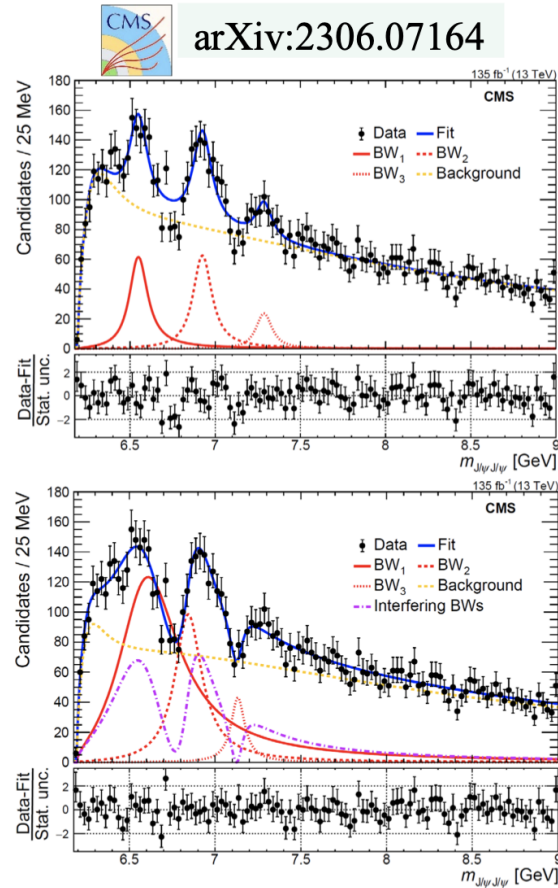 arXiv:2306.07164
135 fb⁻¹ (13 TeV)
CMS
Candidates / 25 MeV
180
160
140
120
100
80
60
40
20
0
Data
Fit
BW₁
BW₂
BW₃
Background
Data-Fit
Stat. unc.
2
0
−2
6.5
7
7.5
8
8.5
9
m_J/ψJ/ψ [GeV]
135 fb⁻¹ (13 TeV)
CMS
Candidates / 25 MeV
180
160
140
120
100
80
60
40
20
0
Data
Fit
BW₁
BW₂
BW₃
Background
Interfering BWs
Data-Fit
Stat. unc.
2
0
−2
6.5
7
7.5
8
8.5
9
m_J/ψJ/ψ [GeV]